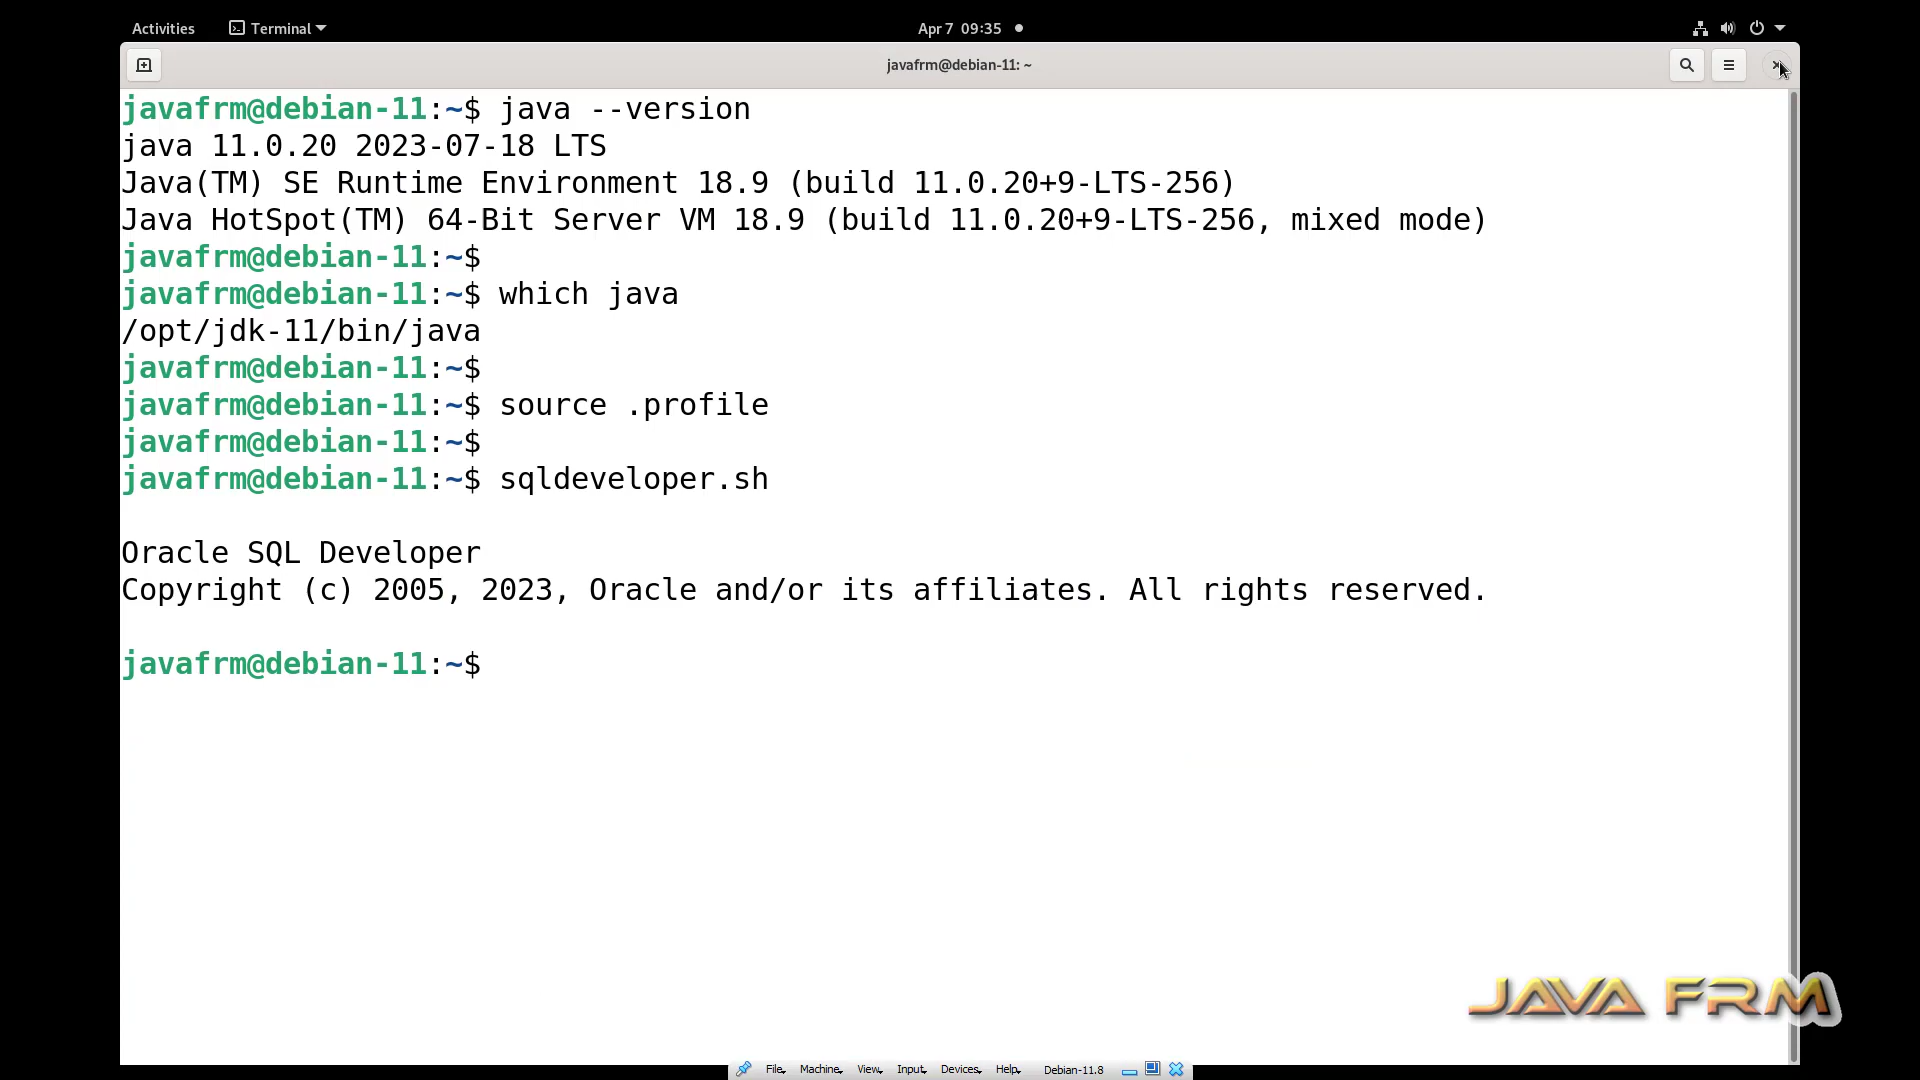 Activities Terminal Apr 7 09:35
javafrm@debian-11: ~
javafrm@debian-11:~$ java --version
java 11.0.20 2023-07-18 LTS
Java(TM) SE Runtime Environment 18.9 (build 11.0.20+9-LTS-256)
Java HotSpot(TM) 64-Bit Server VM 18.9 (build 11.0.20+9-LTS-256, mixed mode)
javafrm@debian-11:~$
javafrm@debian-11:~$ which java
/opt/jdk-11/bin/java
javafrm@debian-11:~$
javafrm@debian-11:~$ source .profile
javafrm@debian-11:~$
javafrm@debian-11:~$ sqldeveloper.sh
Oracle SQL Developer
Copyright (c) 2005, 2023, Oracle and/or its affiliates. All rights reserved.
javafrm@debian-11:~$
JAVA FRM
File Machine View Input Devices Help Debian-11.8